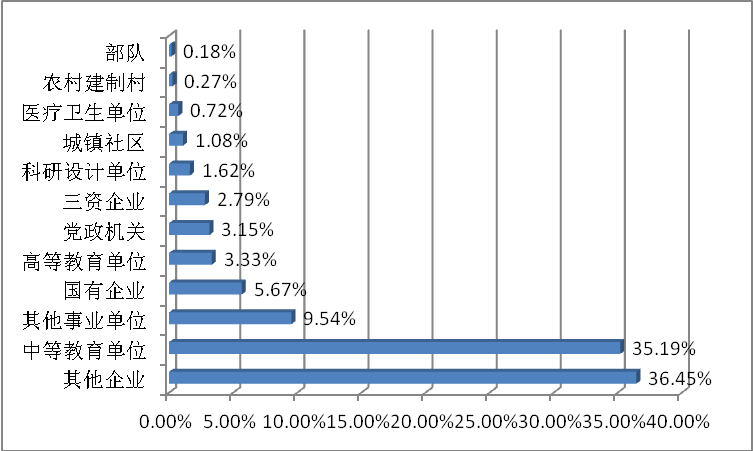 部队 0.18%
农村建制村 0.27%
医疗卫生单位 0.72%
城镇社区 1.08%
科研设计单位 1.62%
三资企业 2.79%
党政机关 3.15%
高等教育单位 3.33%
国有企业 5.67%
其他事业单位 9.54%
中等教育单位 35.19%
其他企业 36.45%
0.00% 5.00% 10.00% 15.00% 20.00% 25.00% 30.00% 35.00% 40.00%